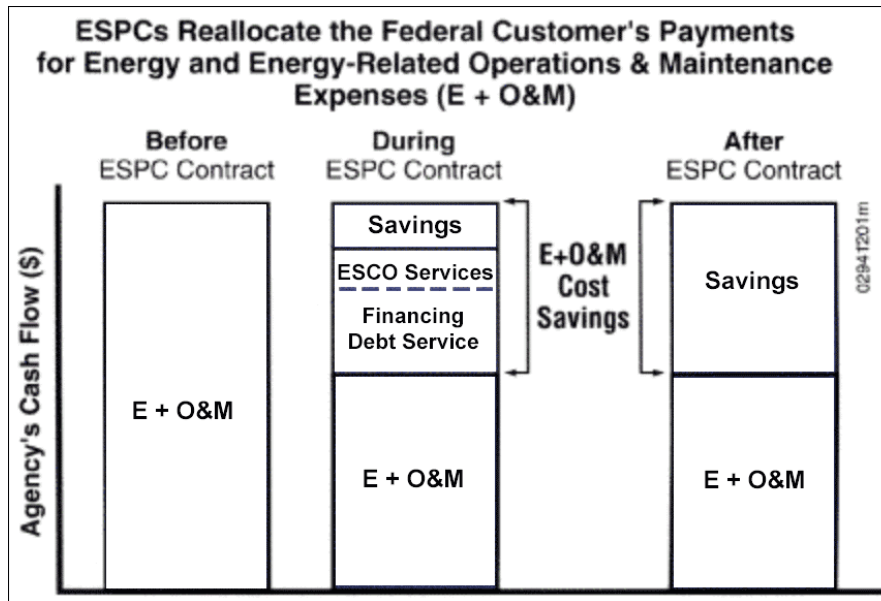 ESPCs Reallocate the Federal Customer's Payments
for Energy and Energy-Related Operations & Maintenance
Expenses (E + O&M)
Before
ESPC Contract
During
ESPC Contract
After
ESPC Contract
Agency's Cash Flow ($)
E + O&M
Savings
ESCO Services
Financing
Debt Service
E + O&M
E+O&M
Cost
Savings
Savings
E + O&M
02941201m